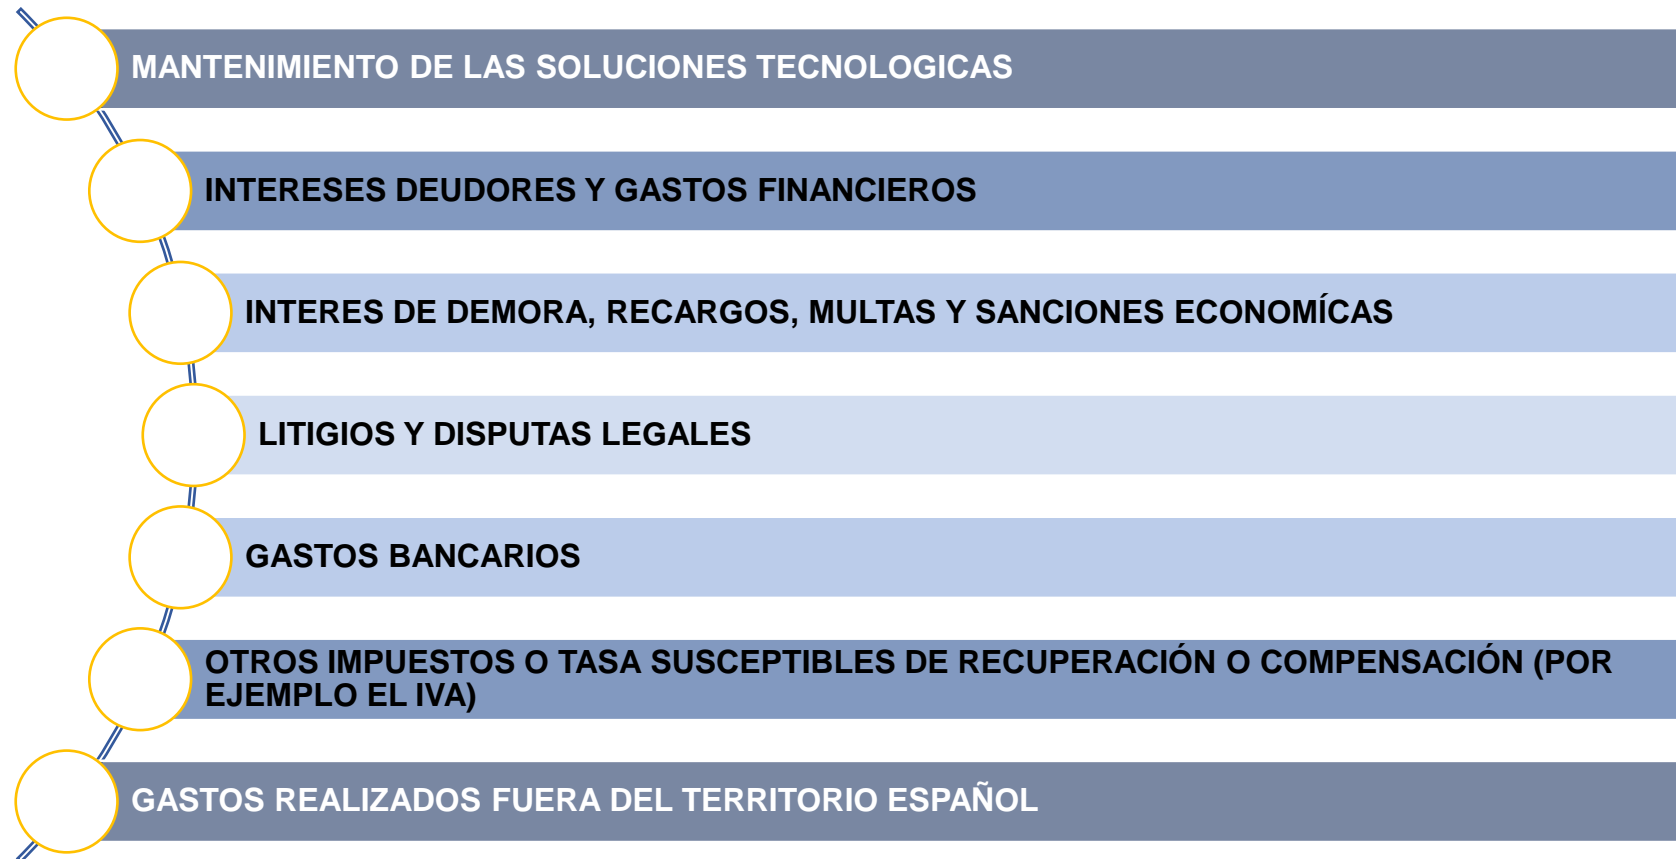 MANTENIMIENTO DE LAS SOLUCIONES TECNOLOGICAS
INTERESES DEUDORES Y GASTOS FINANCIEROS
INTERES DE DEMORA, RECARGOS, MULTAS Y SANCIONES ECONOMÍCAS
LITIGIOS Y DISPUTAS LEGALES
GASTOS BANCARIOS
OTROS IMPUESTOS O TASA SUSCEPTIBLES DE RECUPERACIÓN O COMPENSACIÓN (POR
EJEMPLO EL IVA)
GASTOS REALIZADOS FUERA DEL TERRITORIO ESPAÑOL